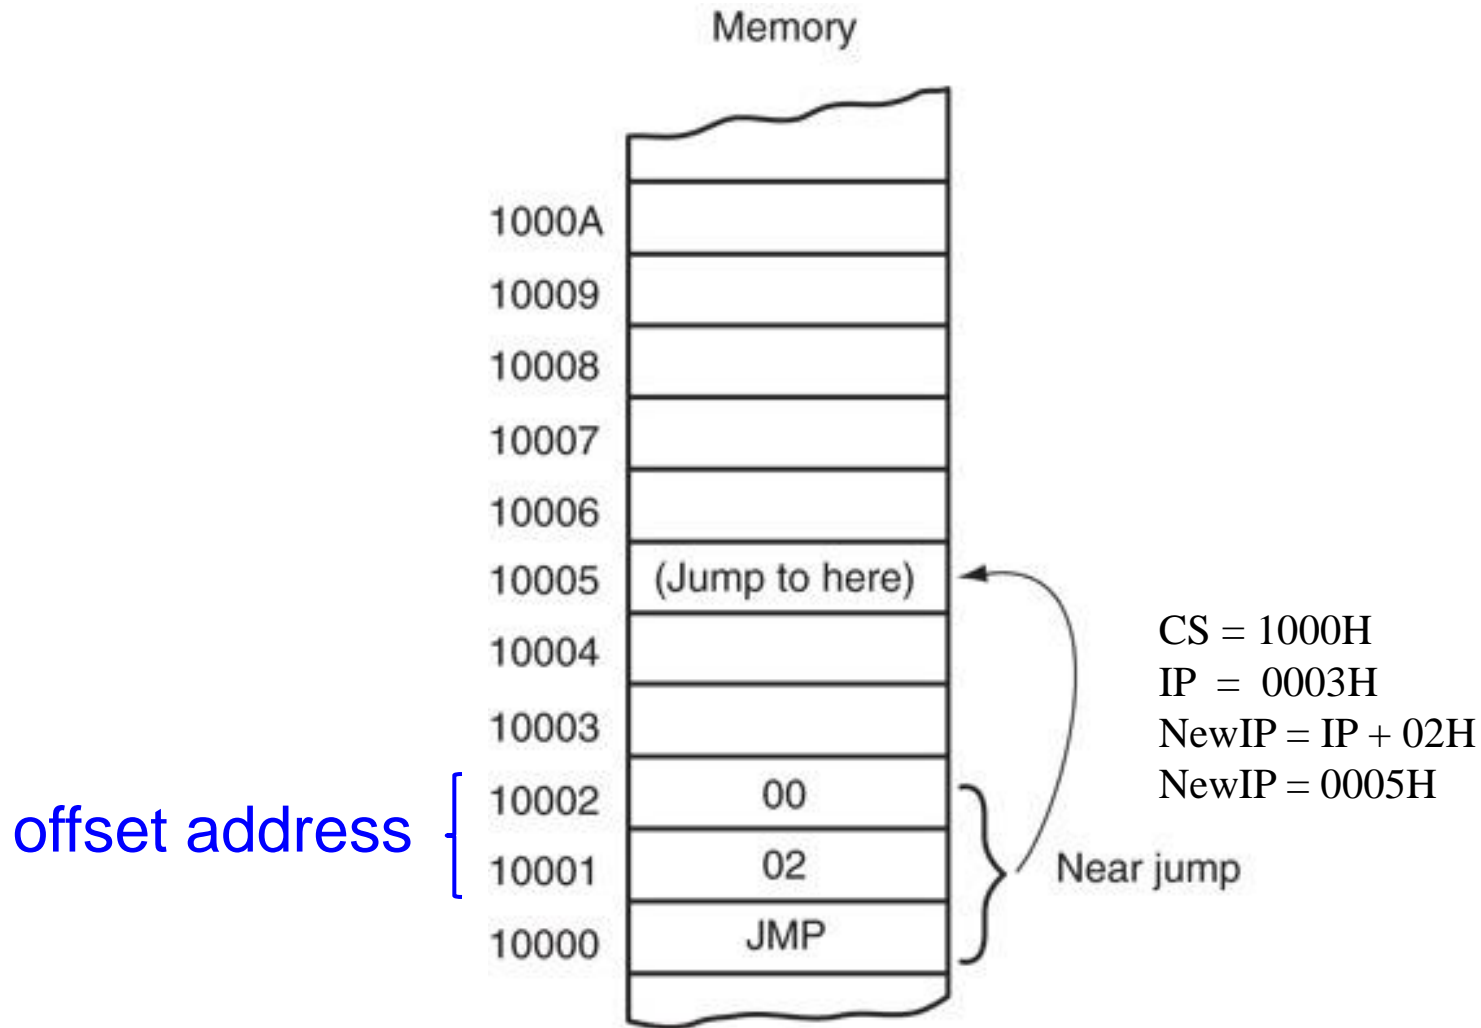 Memory
1000A
10009
10008
10007
10006
10005 (Jump to here)
10004
10003
10002 00
10001 02
10000 JMP
offset address
Near jump
CS = 1000H
IP = 0003H
NewIP = IP + 02H
NewIP = 0005H